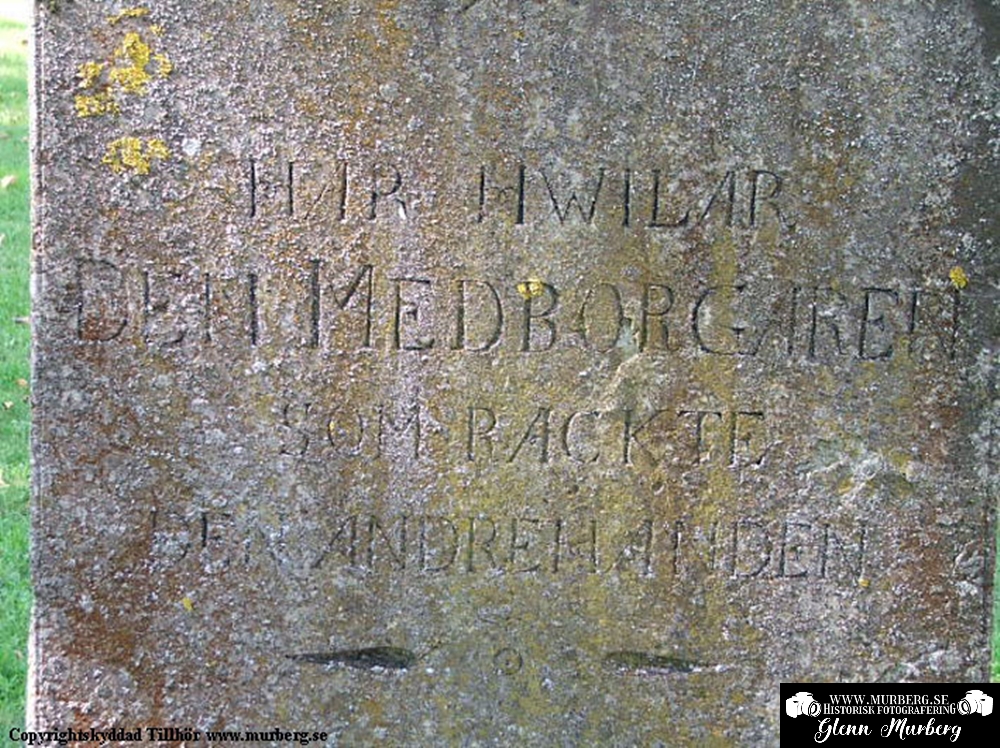 HÄR HWILAR
DEN MEDBORGAREN
SOM RÄCKTE
DEN ANDRE HANDEN
Copyrightskyddad Tillhör www.murberg.se
WWW.MURBERG.SE
HISTORISK FOTOGRAFERING
Glenn Murberg